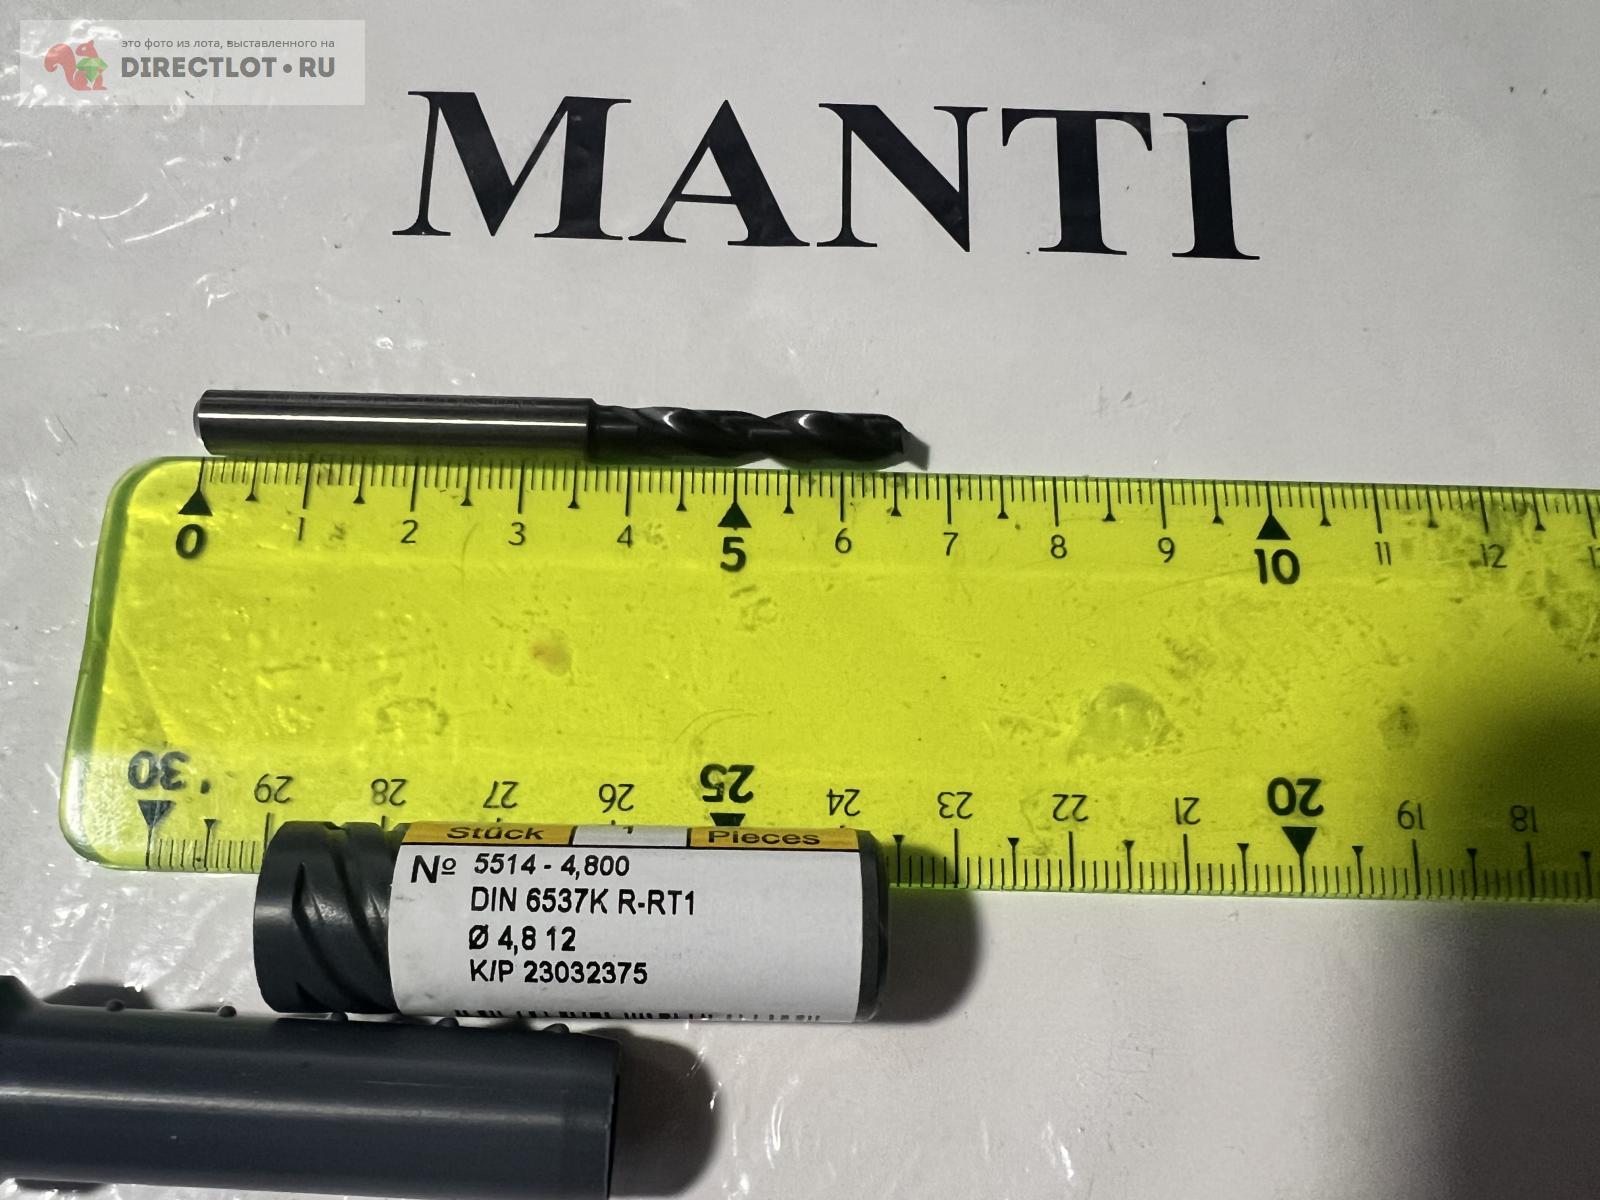 это фото из лота, выставленного на
DIRECTLOT•RU
MANTI
0 1 2 3 4 5 6 7 8 9 10 11 12
30 29 28 27 26 25 24 23 22 21 20 19 18
Stück 1 Pieces
№ 5514 - 4,800
DIN 6537K R-RT1
Ø 4,8 12
K/P 23032375